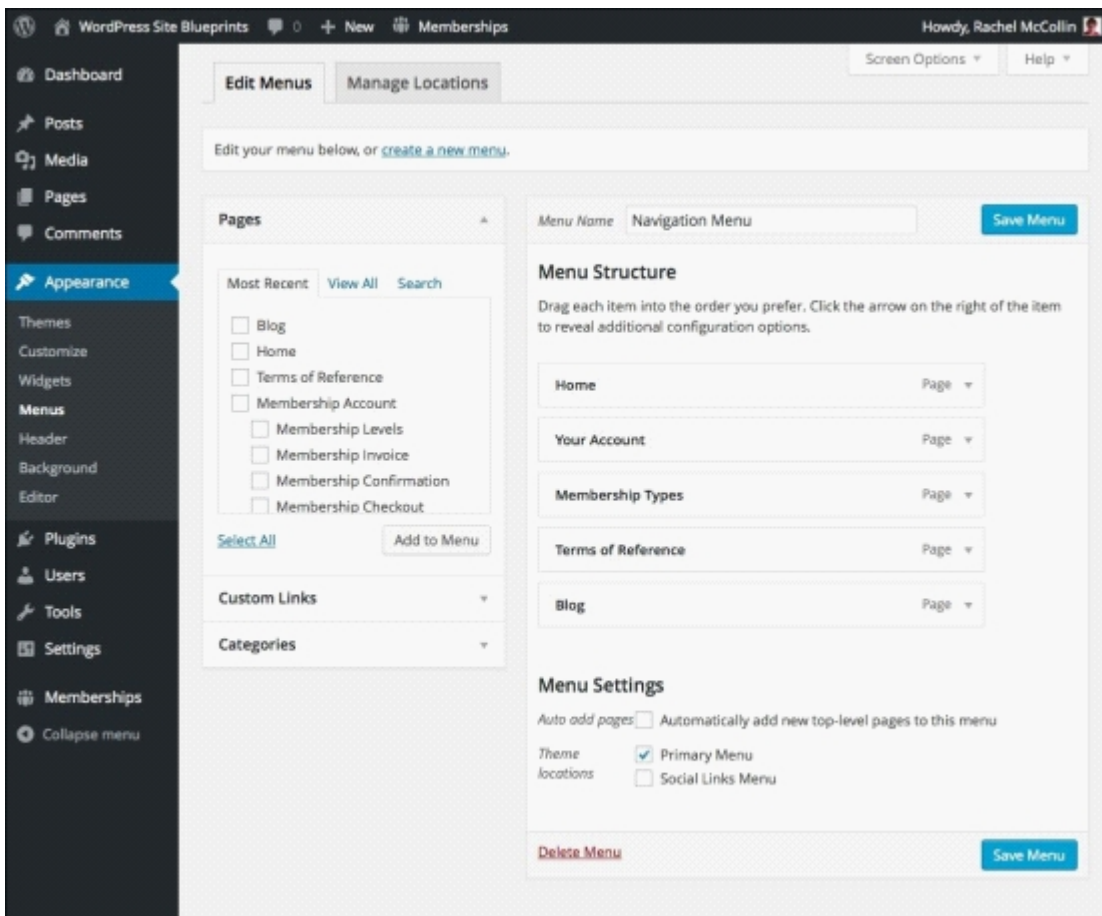 WordPress Site Blueprints 0 + New Memberships Howdy, Rachel McCollin
Dashboard
Posts
Media
Pages
Comments
Appearance
Themes
Customize
Widgets
Menus
Header
Background
Editor
Plugins
Users
Tools
Settings
Memberships
Collapse menu
Screen Options Help
Edit Menus Manage Locations
Edit your menu below, or create a new menu.
Pages
Most Recent View All Search
Blog
Home
Terms of Reference
Membership Account
Membership Levels
Membership Invoice
Membership Confirmation
Membership Checkout
Select All Add to Menu
Custom Links
Categories
Menu Name Navigation Menu Save Menu
Menu Structure
Drag each item into the order you prefer. Click the arrow on the right of the item
to reveal additional configuration options.
Home Page
Your Account Page
Membership Types Page
Terms of Reference Page
Blog Page
Menu Settings
Auto add pages Automatically add new top-level pages to this menu
Theme locations
Primary Menu
Social Links Menu
Delete Menu Save Menu